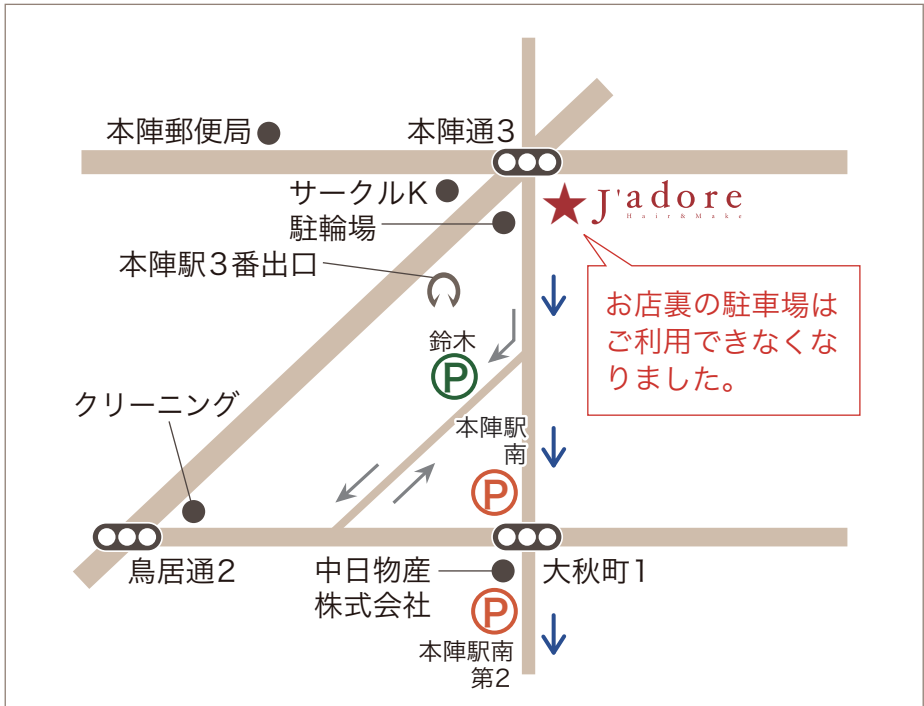 本陣郵便局
本陣通3
サークルK
駐輪場
J'adore
Hair & Make
本陣駅3番出口
お店裏の駐車場は
ご利用できなくな
りました。
鈴木
P
クリーニング
本陣駅
南
P
鳥居通2
中日物産
株式会社
大秋町1
P
本陣駅南
第2